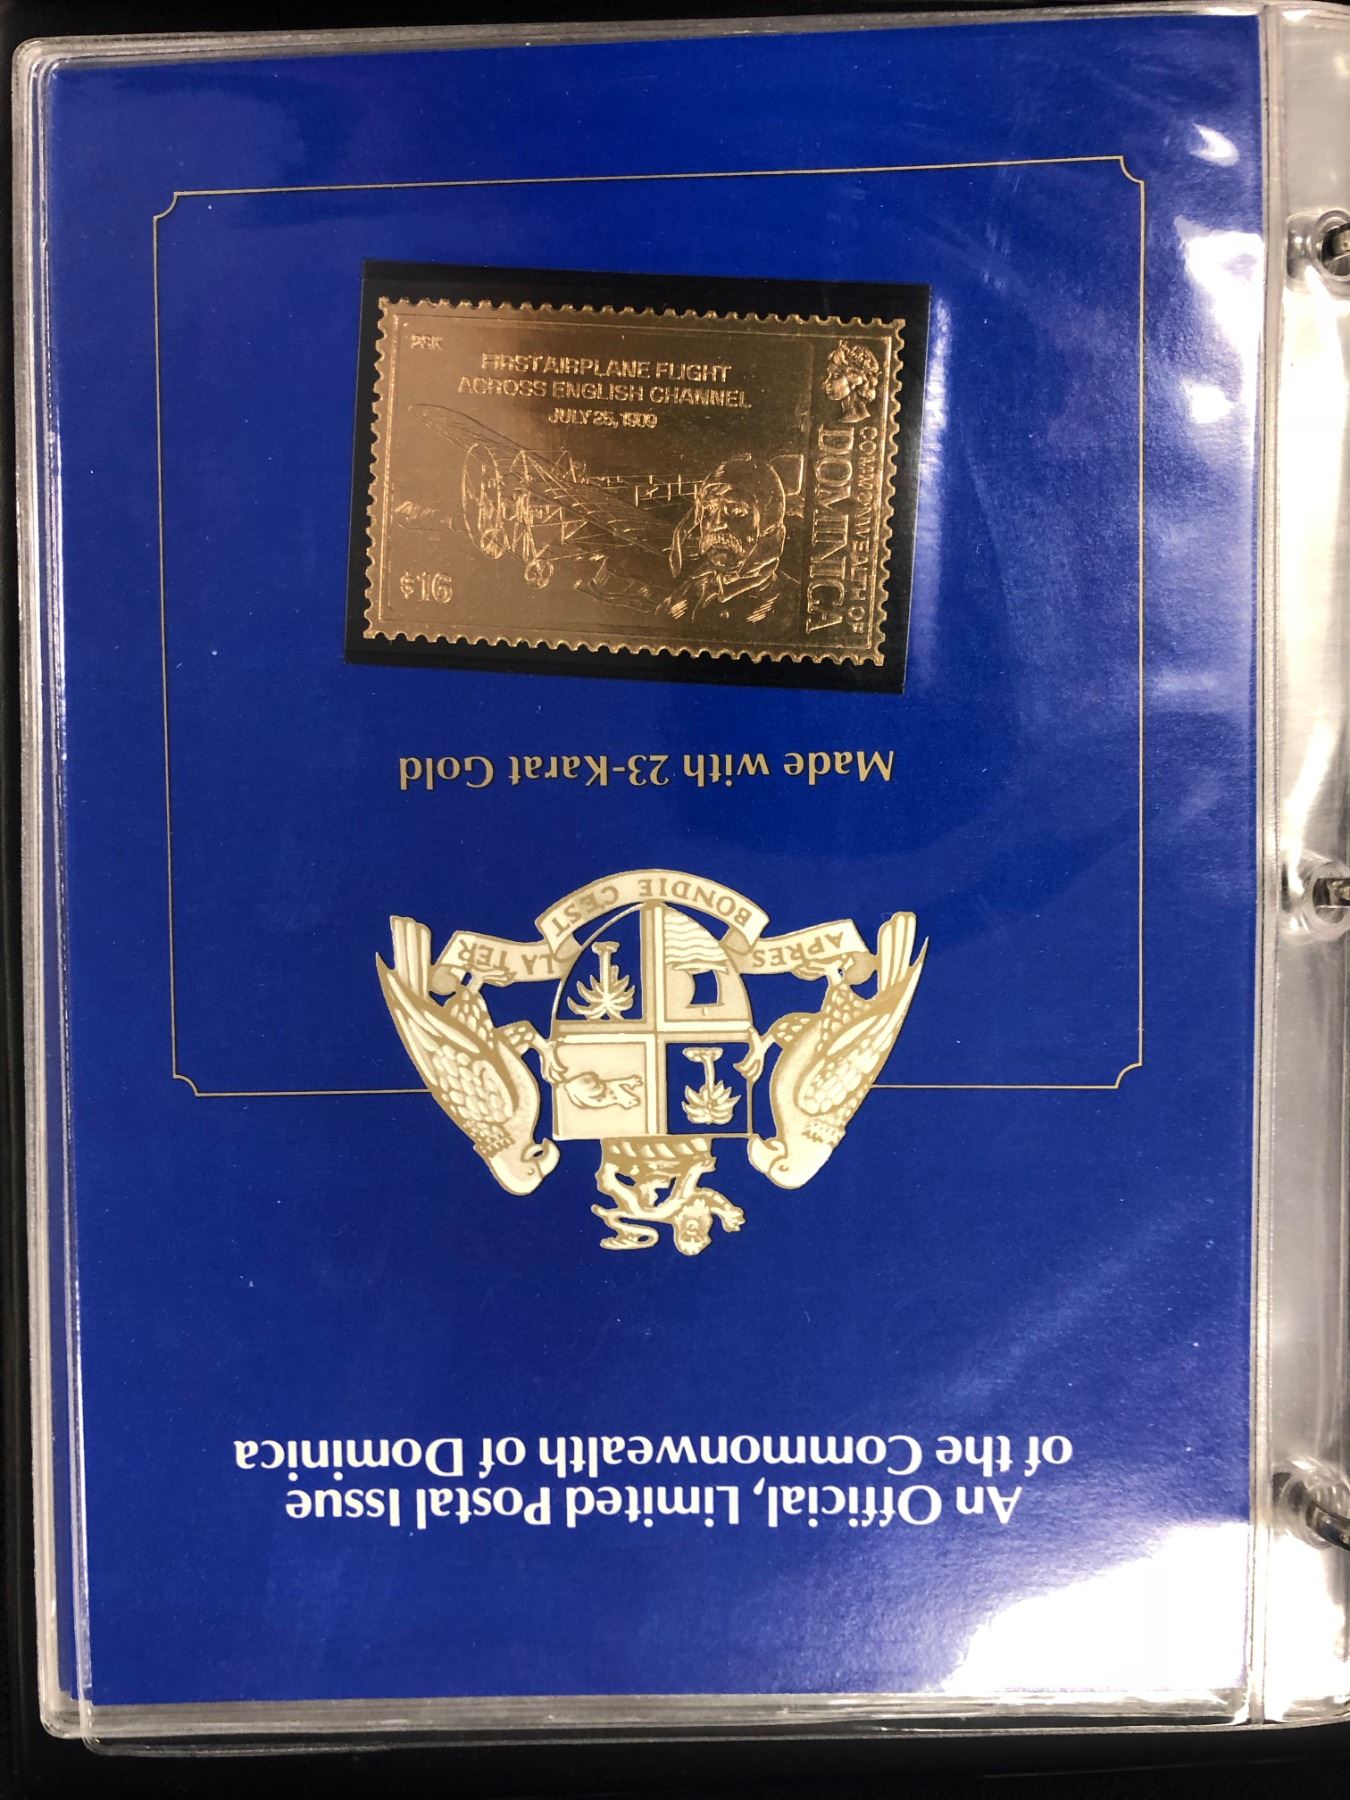 An Official, Limited Postal Issue
of the Commonwealth of Dominica
APRES BONDIE C'EST LA TER
Made with 23-Karat Gold
23K
FIRST AIRPLANE FLIGHT
ACROSS ENGLISH CHANNEL
JULY 25, 1909
COMMONWEALTH OF
DOMINICA
$16